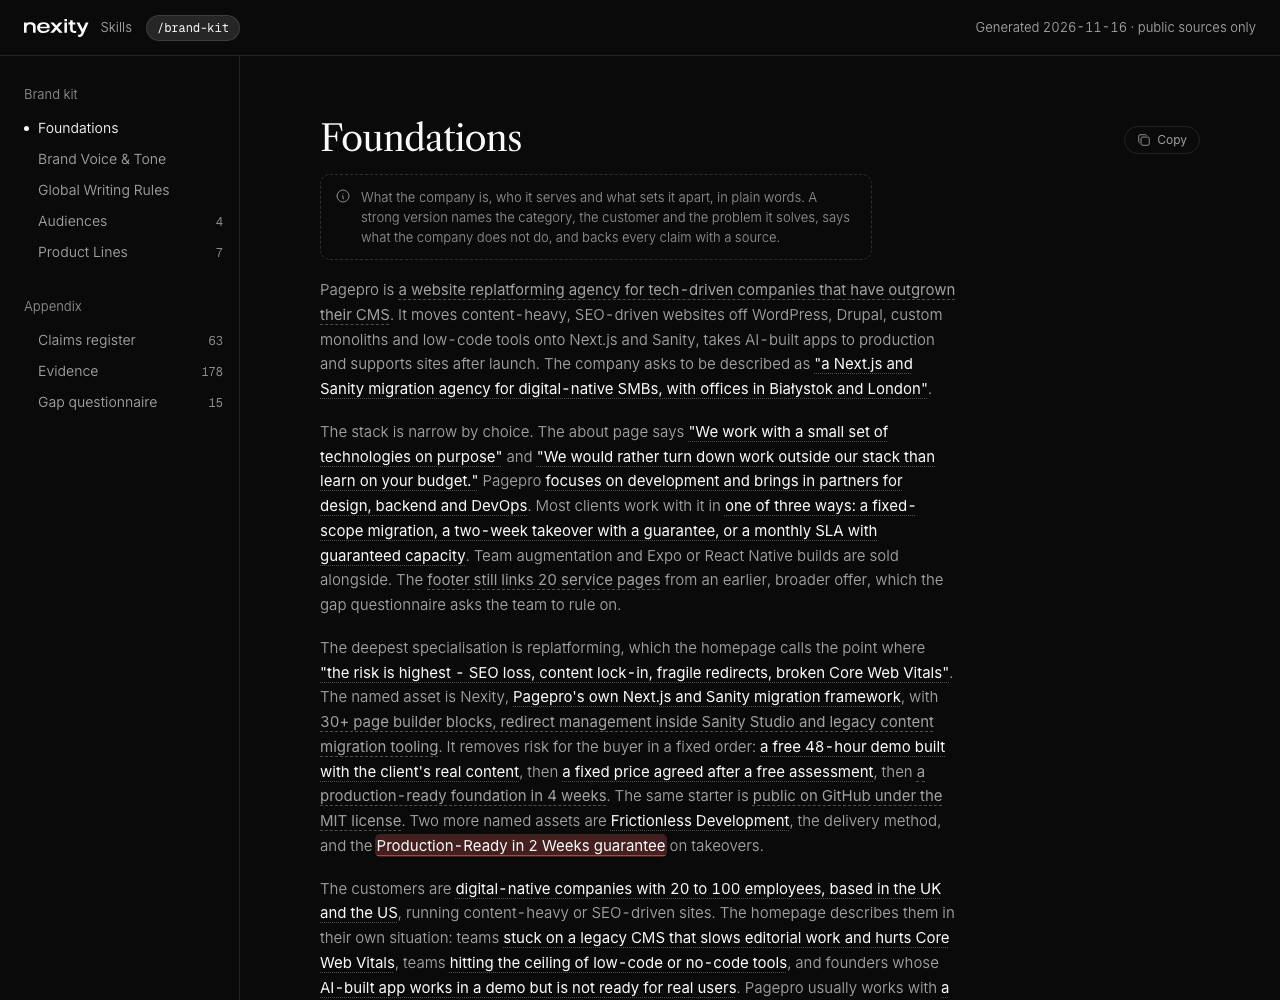 nexity Skills /brand-kit Generated 2026-11-16 · public sources only
Brand kit
Foundations
Brand Voice & Tone
Global Writing Rules
Audiences 4
Product Lines 7
Appendix
Claims register 63
Evidence 178
Gap questionnaire 15
Foundations
Copy
What the company is, who it serves and what sets it apart, in plain words. A
strong version names the category, the customer and the problem it solves, says
what the company does not do, and backs every claim with a source.
Pagepro is a website replatforming agency for tech-driven companies that have outgrown
their CMS. It moves content-heavy, SEO-driven websites off WordPress, Drupal, custom
monoliths and low-code tools onto Next.js and Sanity, takes AI-built apps to production
and supports sites after launch. The company asks to be described as "a Next.js and
Sanity migration agency for digital-native SMBs, with offices in Białystok and London".
The stack is narrow by choice. The about page says "We work with a small set of
technologies on purpose" and "We would rather turn down work outside our stack than
learn on your budget." Pagepro focuses on development and brings in partners for
design, backend and DevOps. Most clients work with it in one of three ways: a fixed-
scope migration, a two-week takeover with a guarantee, or a monthly SLA with
guaranteed capacity. Team augmentation and Expo or React Native builds are sold
alongside. The footer still links 20 service pages from an earlier, broader offer, which the
gap questionnaire asks the team to rule on.
The deepest specialisation is replatforming, which the homepage calls the point where
"the risk is highest - SEO loss, content lock-in, fragile redirects, broken Core Web Vitals".
The named asset is Nexity, Pagepro's own Next.js and Sanity migration framework, with
30+ page builder blocks, redirect management inside Sanity Studio and legacy content
migration tooling. It removes risk for the buyer in a fixed order: a free 48-hour demo built
with the client's real content, then a fixed price agreed after a free assessment, then a
production-ready foundation in 4 weeks. The same starter is public on GitHub under the
MIT license. Two more named assets are Frictionless Development, the delivery method,
and the Production-Ready in 2 Weeks guarantee on takeovers.
The customers are digital-native companies with 20 to 100 employees, based in the UK
and the US, running content-heavy or SEO-driven sites. The homepage describes them in
their own situation: teams stuck on a legacy CMS that slows editorial work and hurts Core
Web Vitals, teams hitting the ceiling of low-code or no-code tools, and founders whose
AI-built app works in a demo but is not ready for real users. Pagepro usually works with a